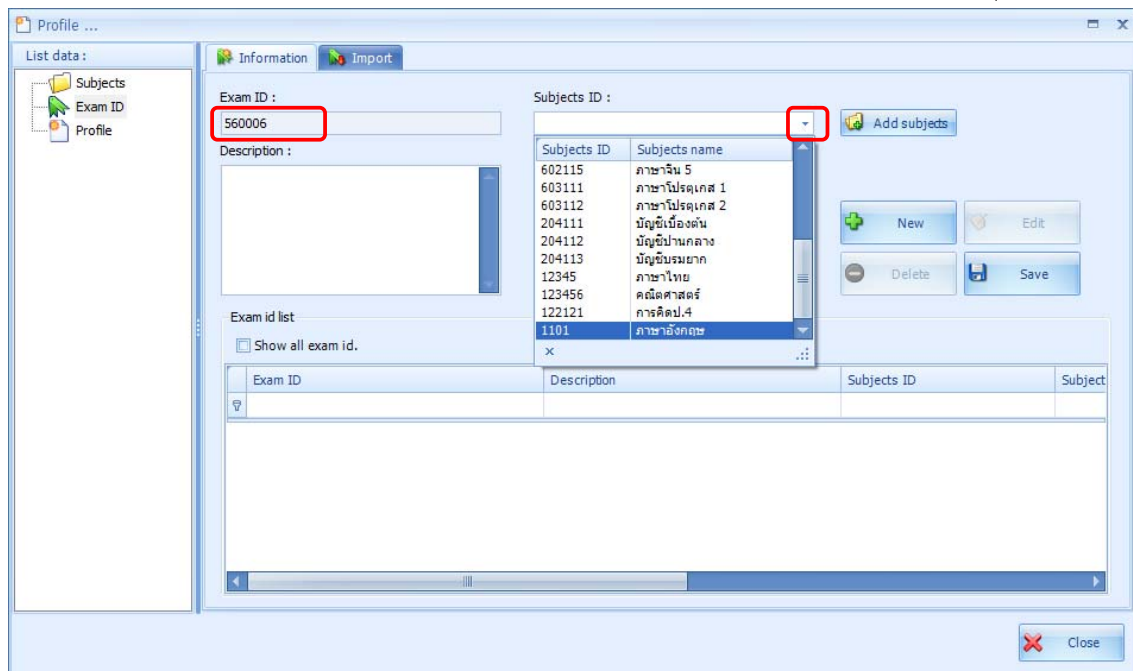 Profile ...
List data :
Subjects
Exam ID
Profile
Information
Import
Exam ID :
Subjects ID :
560006
Add subjects
Description :
Subjects ID Subjects name
602115 ภาษาจีน 5
603111 ภาษาโปรตุเกส 1
603112 ภาษาโปรตุเกส 2
204111 บัญชีเบื้องต้น
204112 บัญชีปานกลาง
204113 บัญชีบรมยาก
12345 ภาษาไทย
123456 คณิตศาสตร์
122121 การคิดป.4
1101 ภาษาอังกฤษ
New
Edit
Delete
Save
Exam id list
Show all exam id.
Exam ID Description Subjects ID Subject
Close